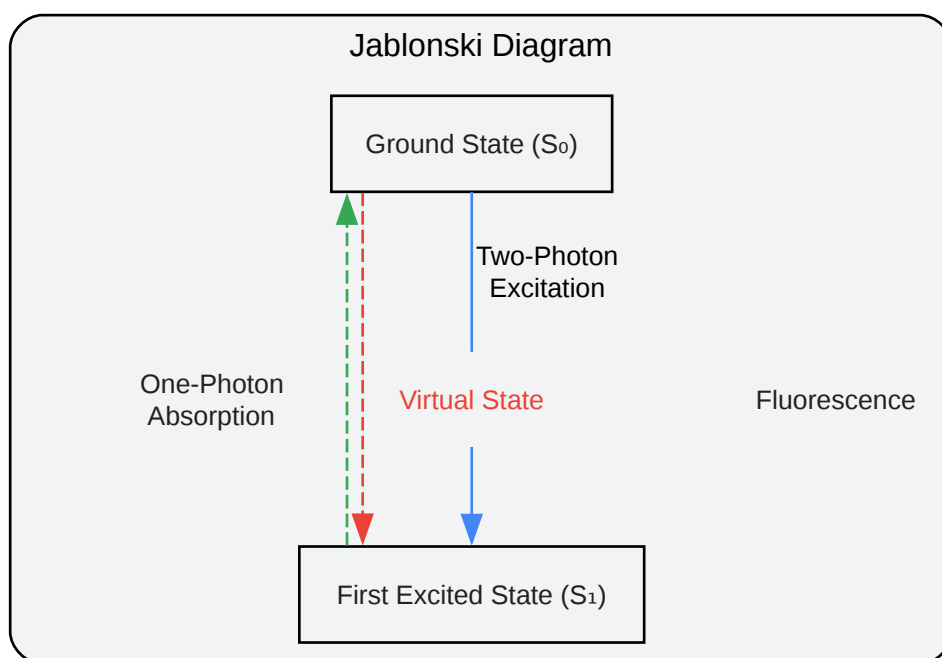 Jablonski Diagram
Ground State (S₀)
Two-Photon
Excitation
One-Photon
Absorption
Virtual State
Fluorescence
First Excited State (S₁)